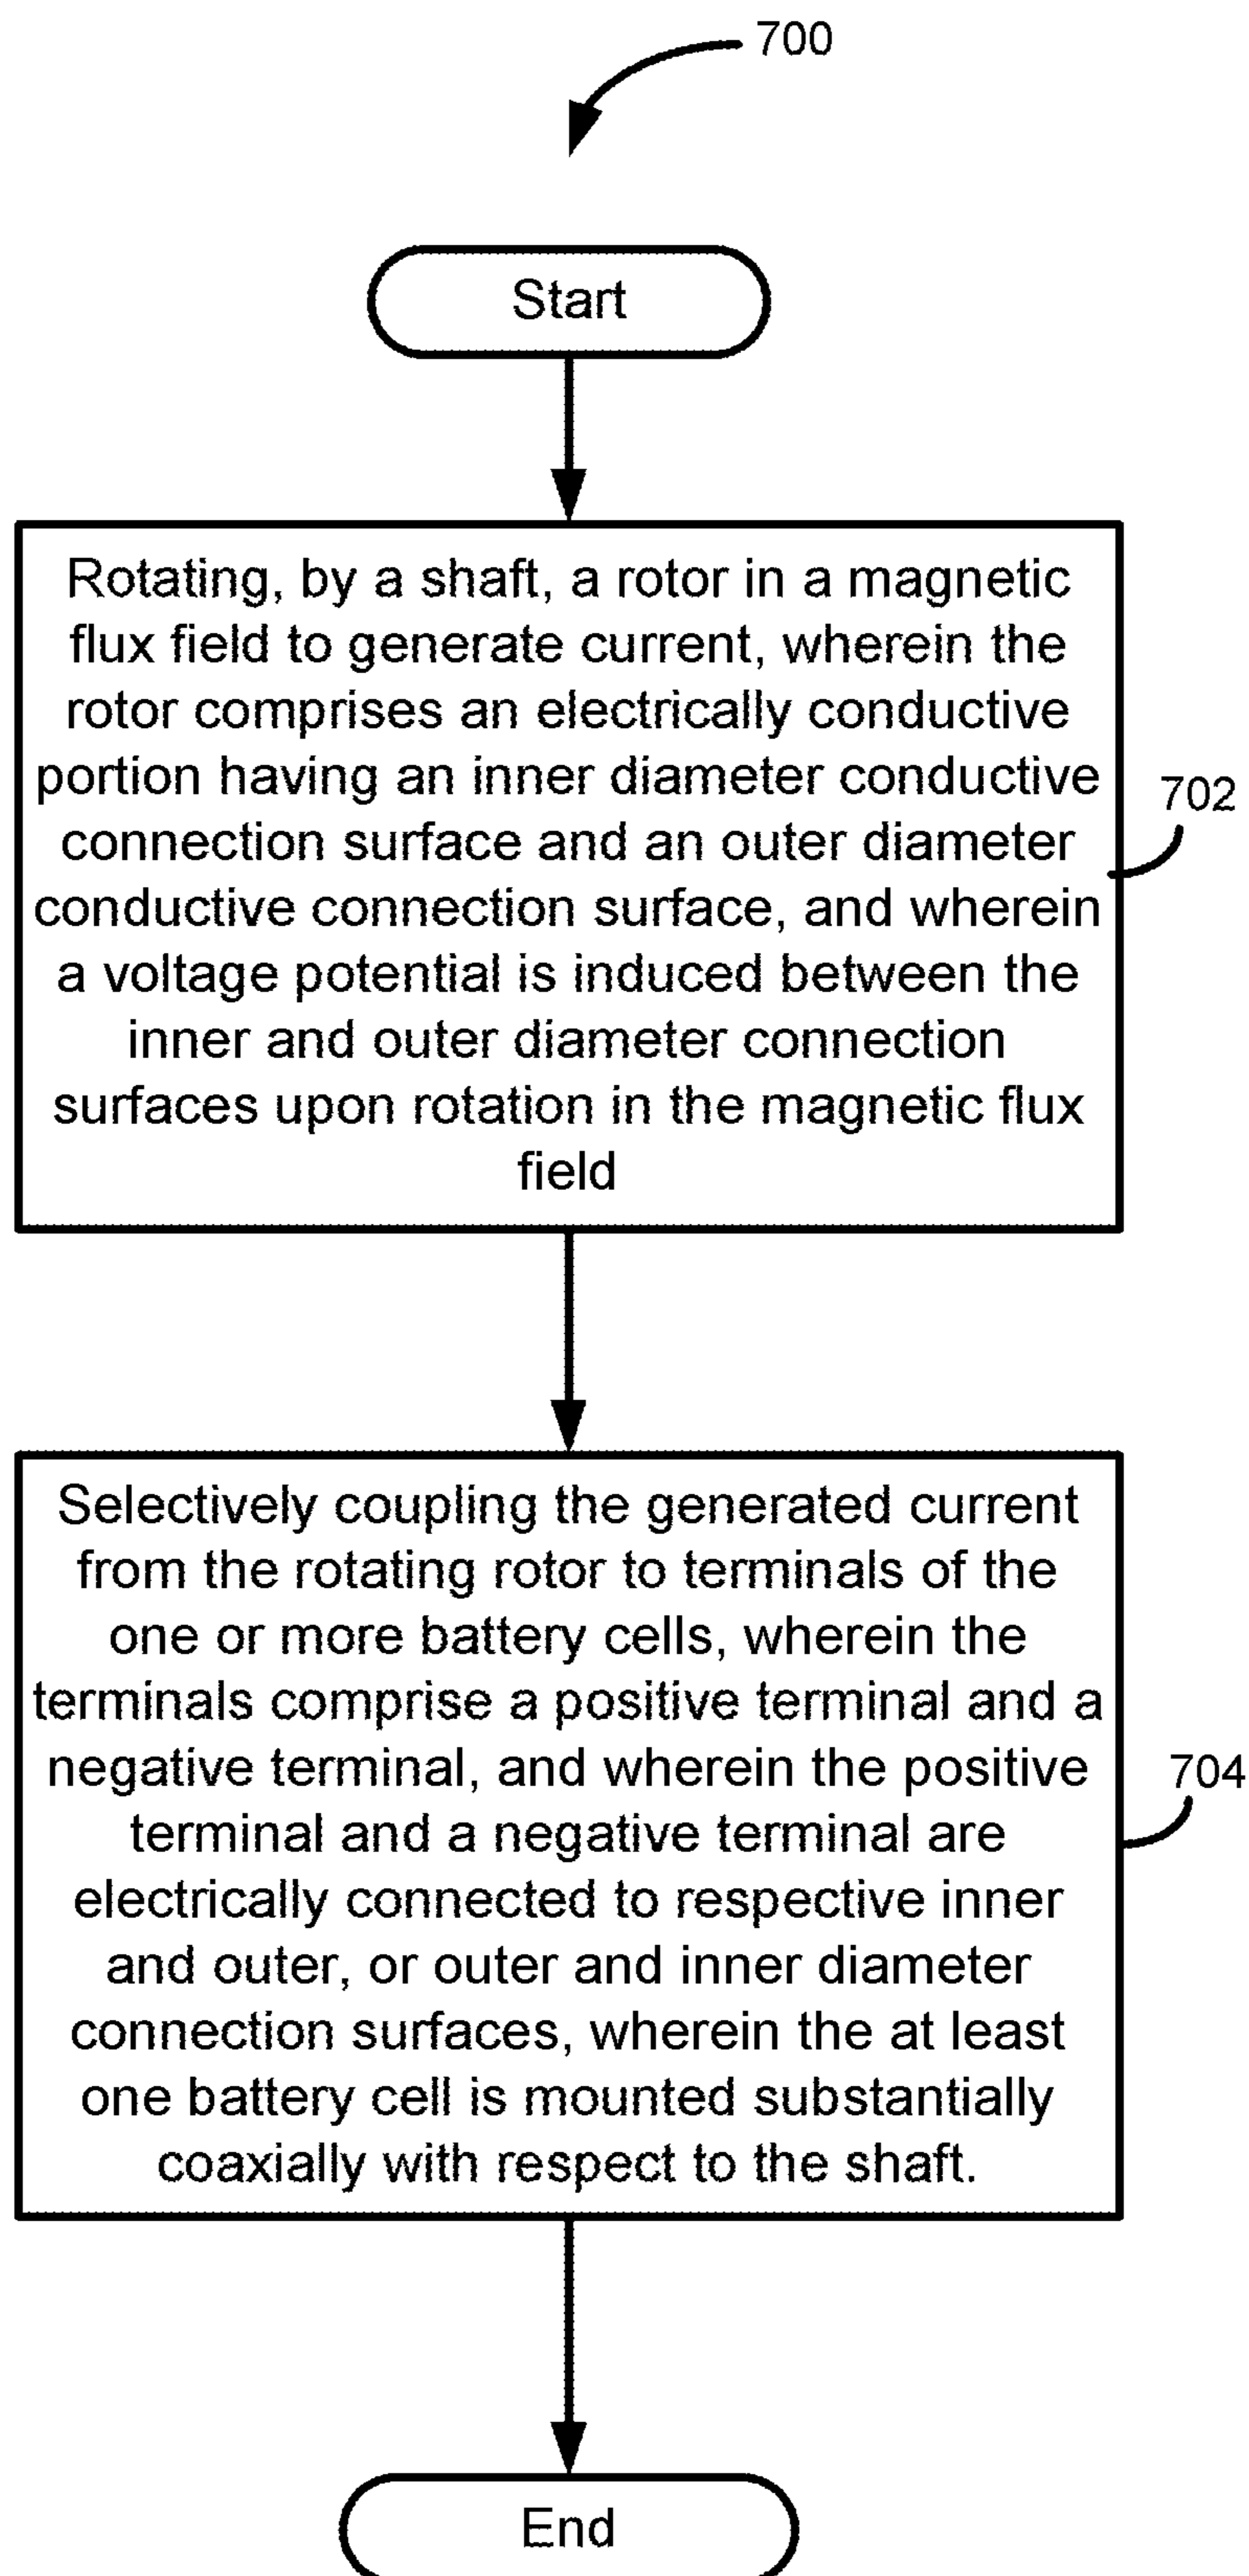 700
Start
Rotating, by a shaft, a rotor in a magnetic
flux field to generate current, wherein the
rotor comprises an electrically conductive
portion having an inner diameter conductive
connection surface and an outer diameter
conductive connection surface, and wherein
a voltage potential is induced between the
inner and outer diameter connection
surfaces upon rotation in the magnetic flux
field
702
Selectively coupling the generated current
from the rotating rotor to terminals of the
one or more battery cells, wherein the
terminals comprise a positive terminal and a
negative terminal, and wherein the positive
terminal and a negative terminal are
electrically connected to respective inner
and outer, or outer and inner diameter
connection surfaces, wherein the at least
one battery cell is mounted substantially
coaxially with respect to the shaft.
704
End